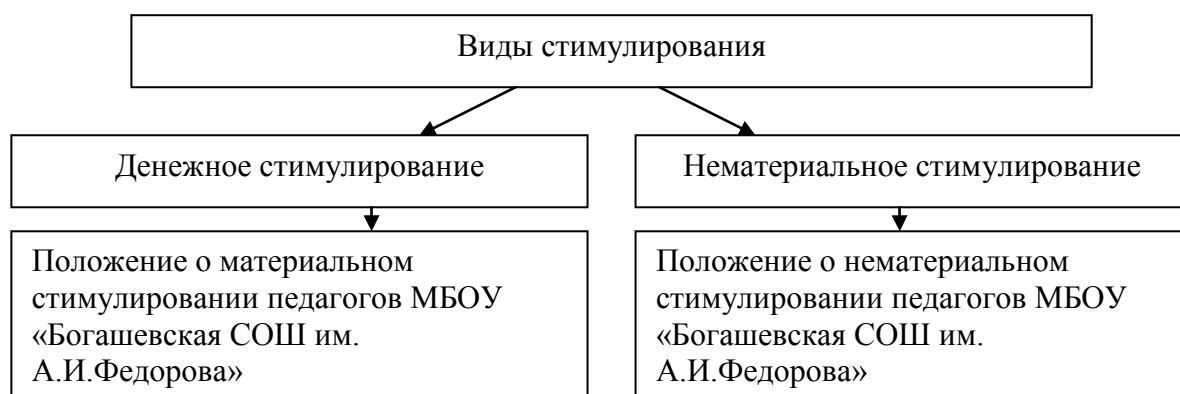 Виды стимулирования
Денежное стимулирование
Нематериальное стимулирование
Положение о материальном
стимулировании педагогов МБОУ
«Богашевская СОШ им.
А.И.Федорова»
Положение о нематериальном
стимулировании педагогов МБОУ
«Богашевская СОШ им.
А.И.Федорова»